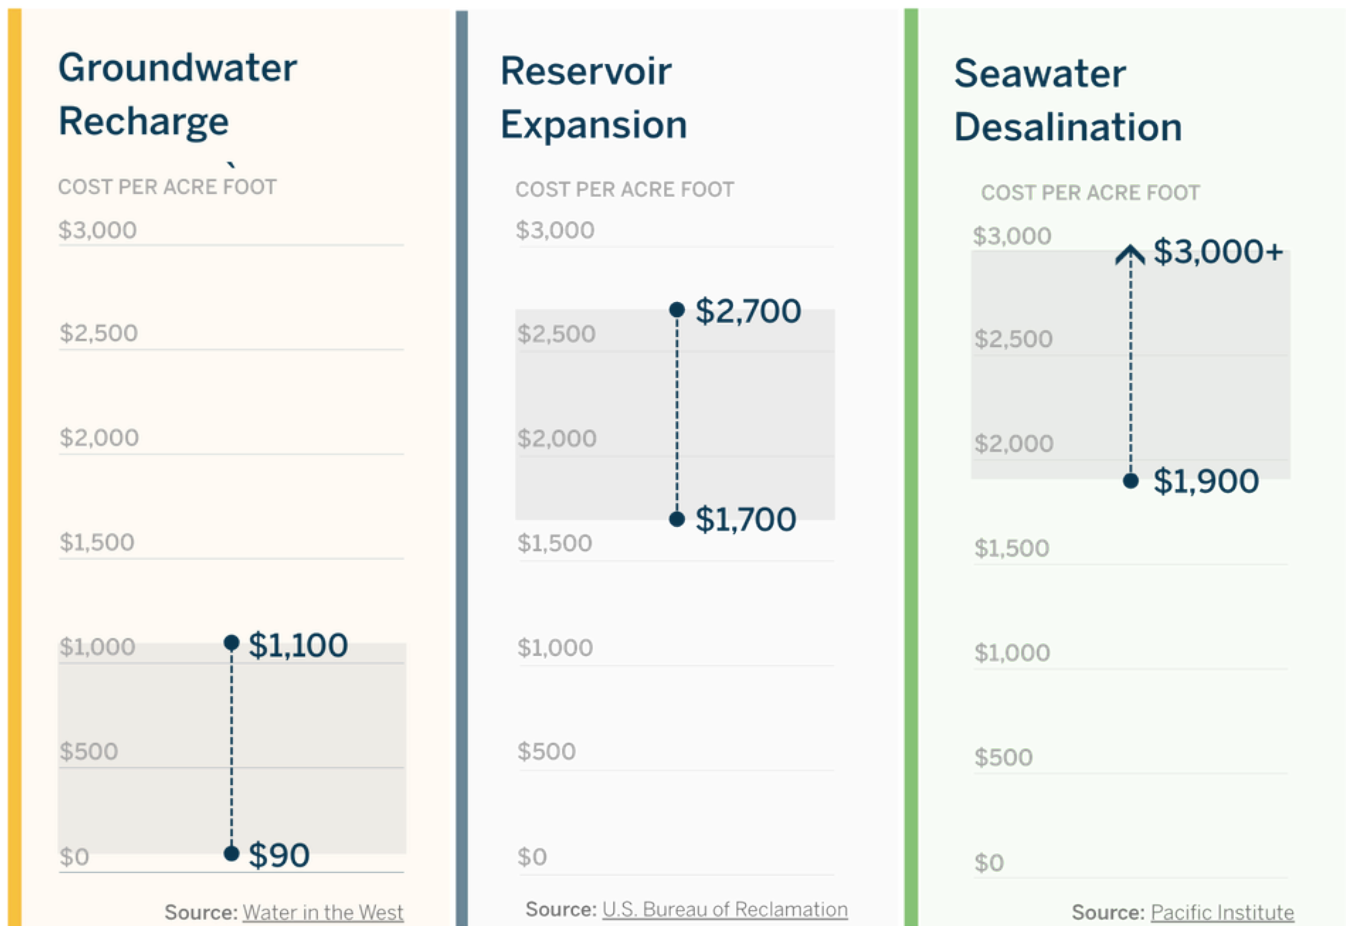 Groundwater
Recharge
COST PER ACRE FOOT
$3,000
$2,500
$2,000
$1,500
$1,000
$1,100
$500
$0
$90
Source: Water in the West
Reservoir
Expansion
COST PER ACRE FOOT
$3,000
$2,700
$2,500
$2,000
$1,700
$1,500
$1,000
$500
$0
Source: U.S. Bureau of Reclamation
Seawater
Desalination
COST PER ACRE FOOT
$3,000
$3,000+
$2,500
$2,000
$1,900
$1,500
$1,000
$500
$0
Source: Pacific Institute